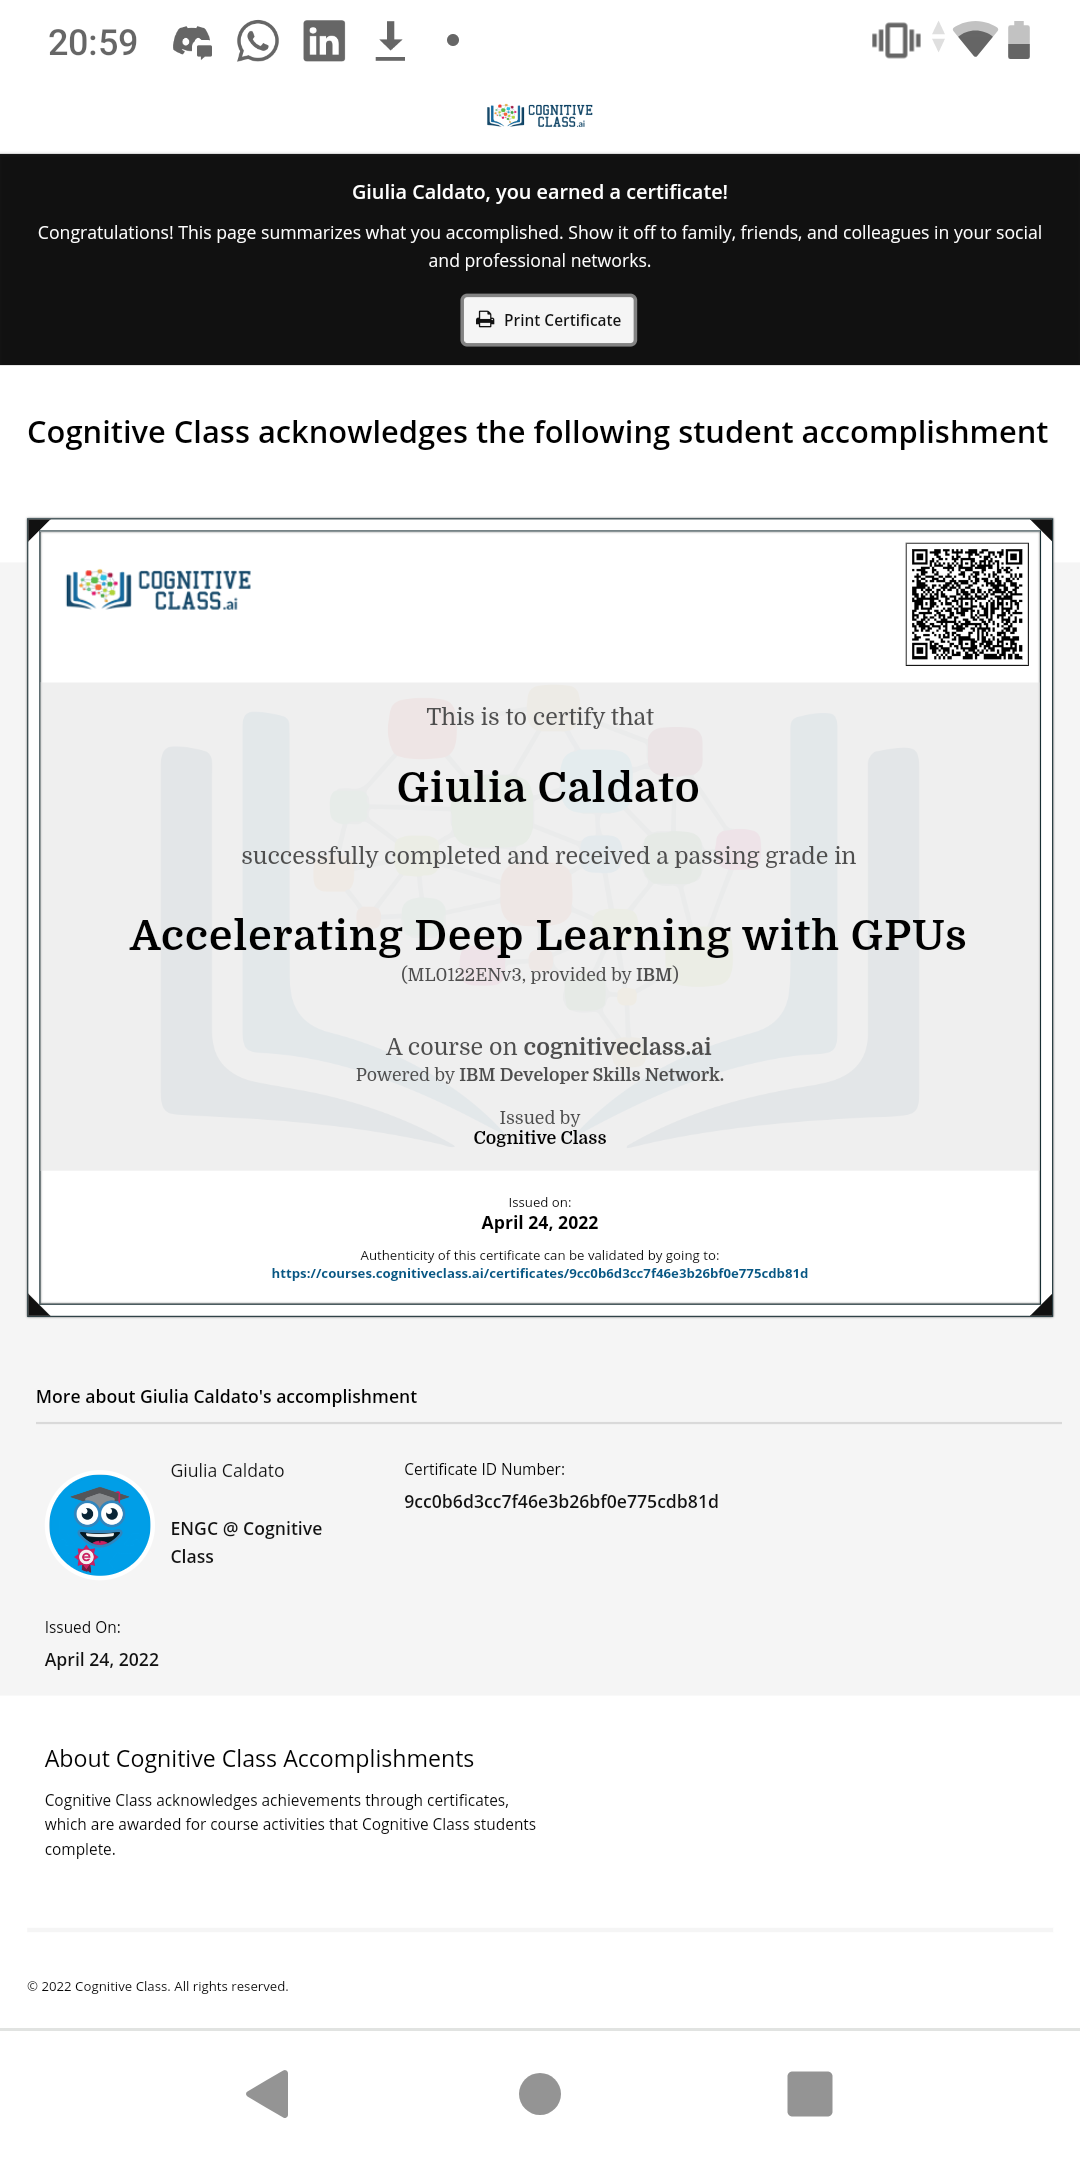 20:59
COGNITIVE
CLASS.ai
Giulia Caldato, you earned a certificate!
Congratulations! This page summarizes what you accomplished. Show it off to family, friends, and colleagues in your social
and professional networks.
Print Certificate
Cognitive Class acknowledges the following student accomplishment
COGNITIVE
CLASS.ai
This is to certify that
Giulia Caldato
successfully completed and received a passing grade in
Accelerating Deep Learning with GPUs
(ML0122ENv3, provided by IBM)
A course on cognitiveclass.ai
Powered by IBM Developer Skills Network.
Issued by
Cognitive Class
Issued on:
April 24, 2022
Authenticity of this certificate can be validated by going to:
https://courses.cognitiveclass.ai/certificates/9cc0b6d3cc7f46e3b26bf0e775cdb81d
More about Giulia Caldato's accomplishment
Giulia Caldato
ENGC @ Cognitive
Class
Certificate ID Number:
9cc0b6d3cc7f46e3b26bf0e775cdb81d
Issued On:
April 24, 2022
About Cognitive Class Accomplishments
Cognitive Class acknowledges achievements through certificates,
which are awarded for course activities that Cognitive Class students
complete.
© 2022 Cognitive Class. All rights reserved.